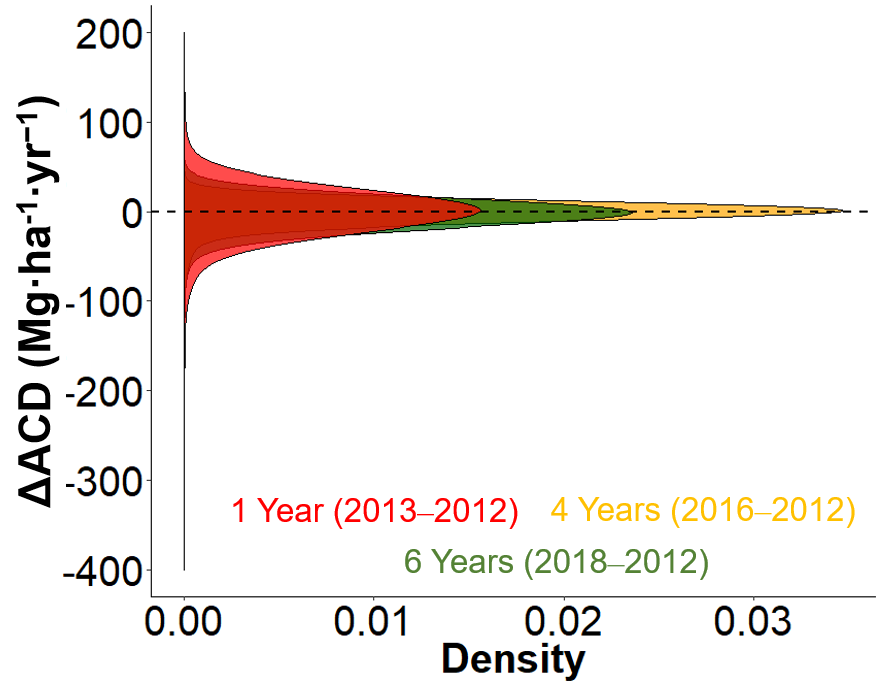 200
100
0
-100
-200
-300
-400
ΔACD (Mg·ha⁻¹·yr⁻¹)
1 Year (2013–2012)
4 Years (2016–2012)
6 Years (2018–2012)
0.00 0.01 0.02 0.03
Density